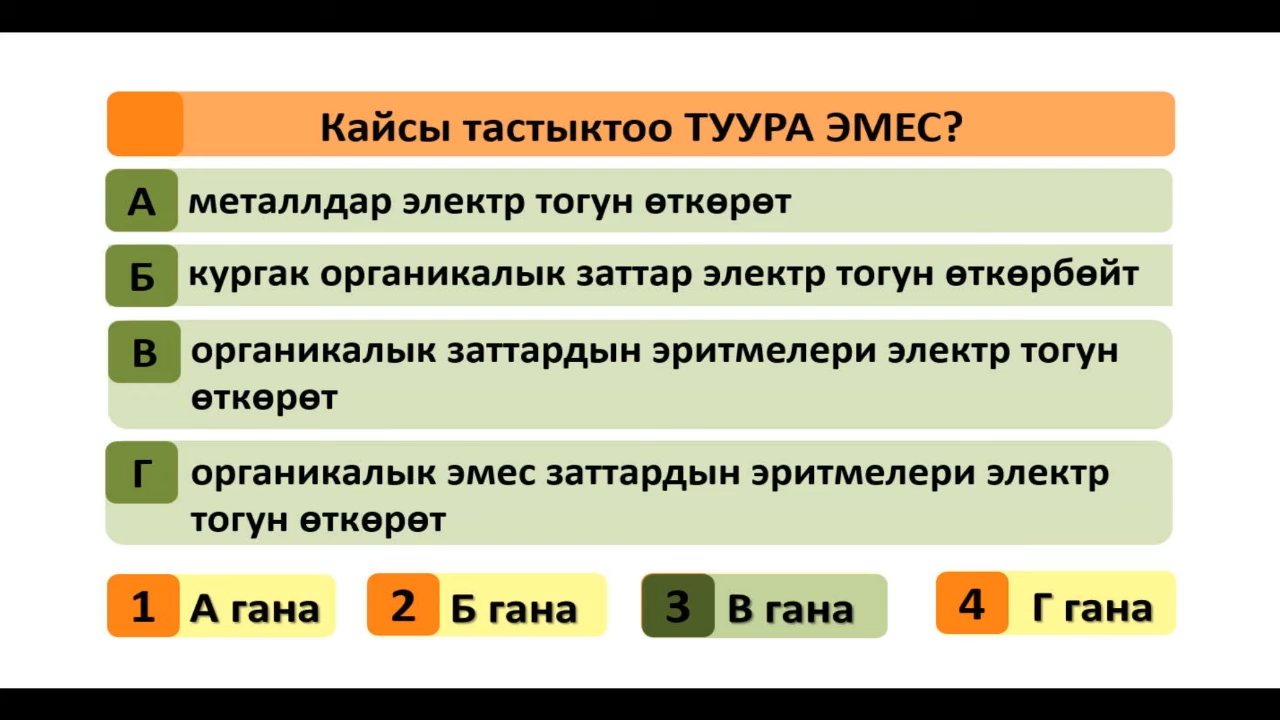 Кайсы тастыктоо ТУУРА ЭМЕС?
А металлдар электр тогун өткөрөт
Б кургак органикалык заттар электр тогун өткөрбөйт
В органикалык заттардын эритмелери электр тогун
өткөрөт
Г органикалык эмес заттардын эритмелери электр
тогун өткөрөт
1 А гана 2 Б гана 3 В гана 4 Г гана